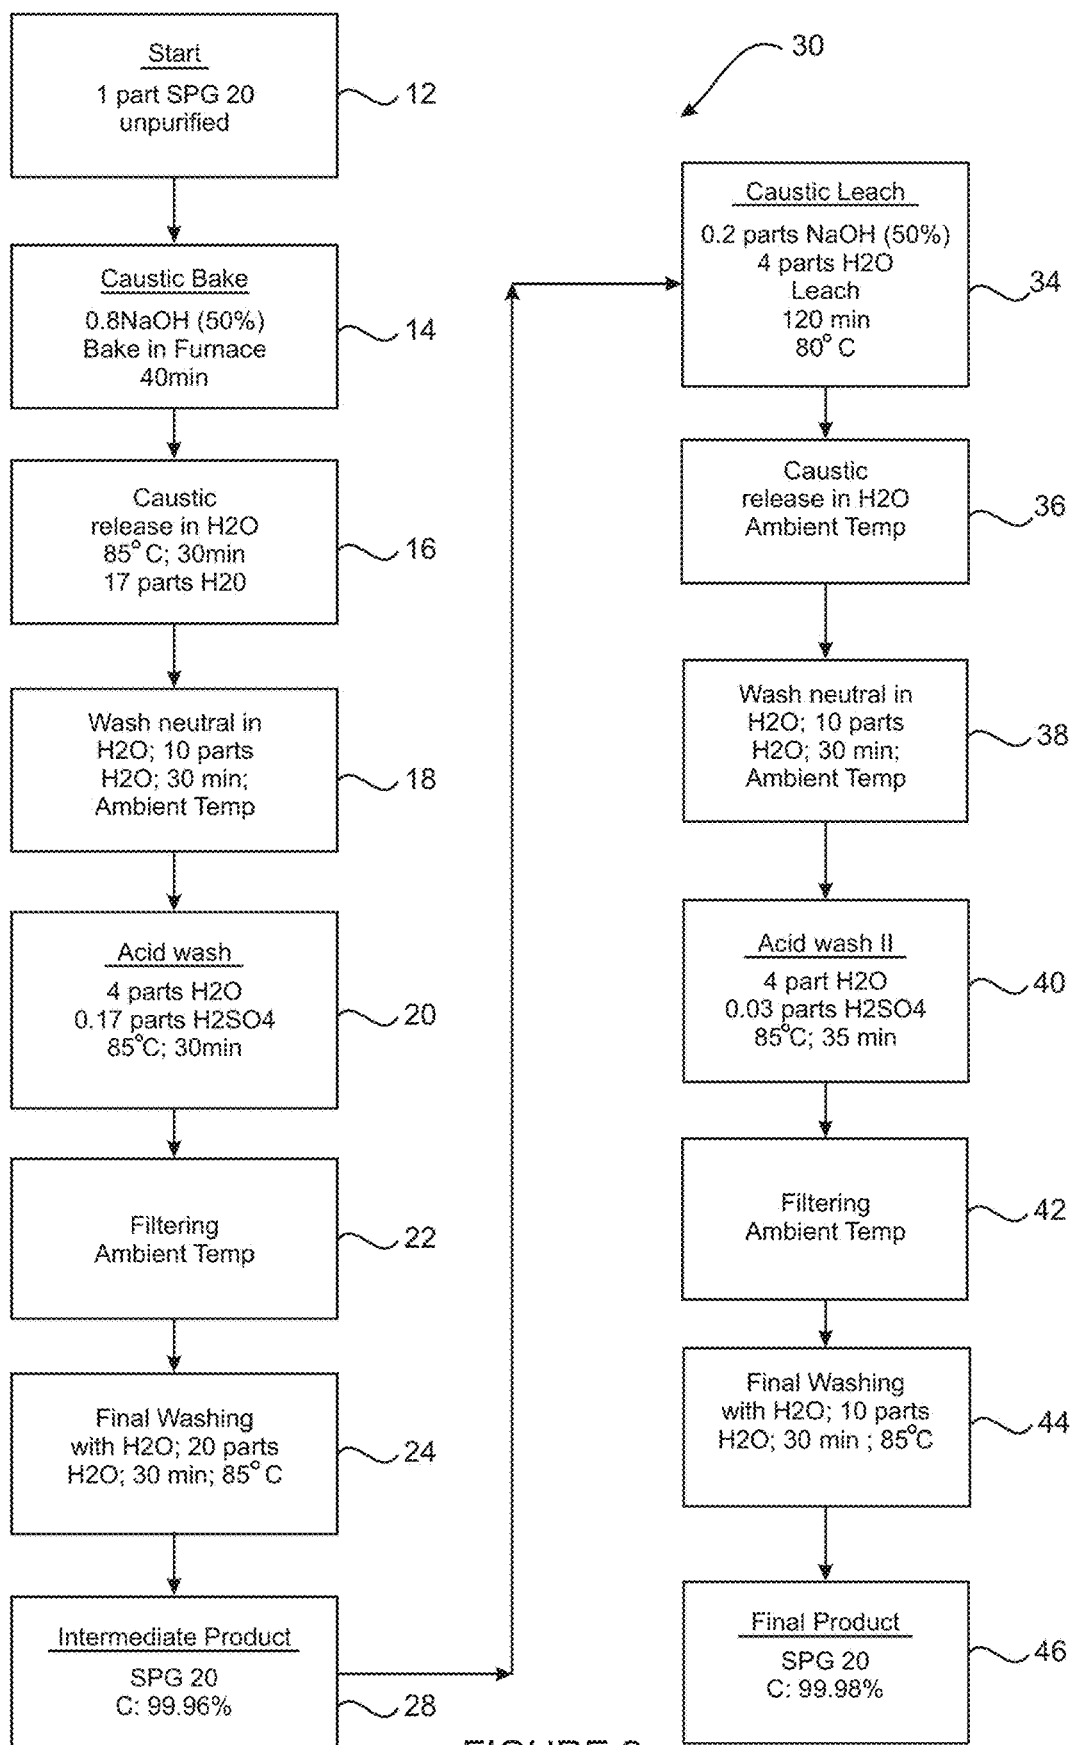 Start
1 part SPG 20
unpurified
12
Caustic Bake
0.8NaOH (50%)
Bake in Furnace
40min
14
Caustic
release in H2O
85° C; 30min
17 parts H20
16
Wash neutral in
H2O; 10 parts
H2O; 30 min;
Ambient Temp
18
Acid wash
4 parts H2O
0.17 parts H2SO4
85°C; 30min
20
Filtering
Ambient Temp
22
Final Washing
with H2O; 20 parts
H2O; 30 min; 85° C
24
Intermediate Product
SPG 20
C: 99.96%
28
30
Caustic Leach
0.2 parts NaOH (50%)
4 parts H2O
Leach
120 min
80° C
34
Caustic
release in H2O
Ambient Temp
36
Wash neutral in
H2O; 10 parts
H2O; 30 min;
Ambient Temp
38
Acid wash II
4 part H2O
0.03 parts H2SO4
85°C; 35 min
40
Filtering
Ambient Temp
42
Final Washing
with H2O; 10 parts
H2O; 30 min ; 85°C
44
Final Product
SPG 20
C: 99.98%
46
FIGURE